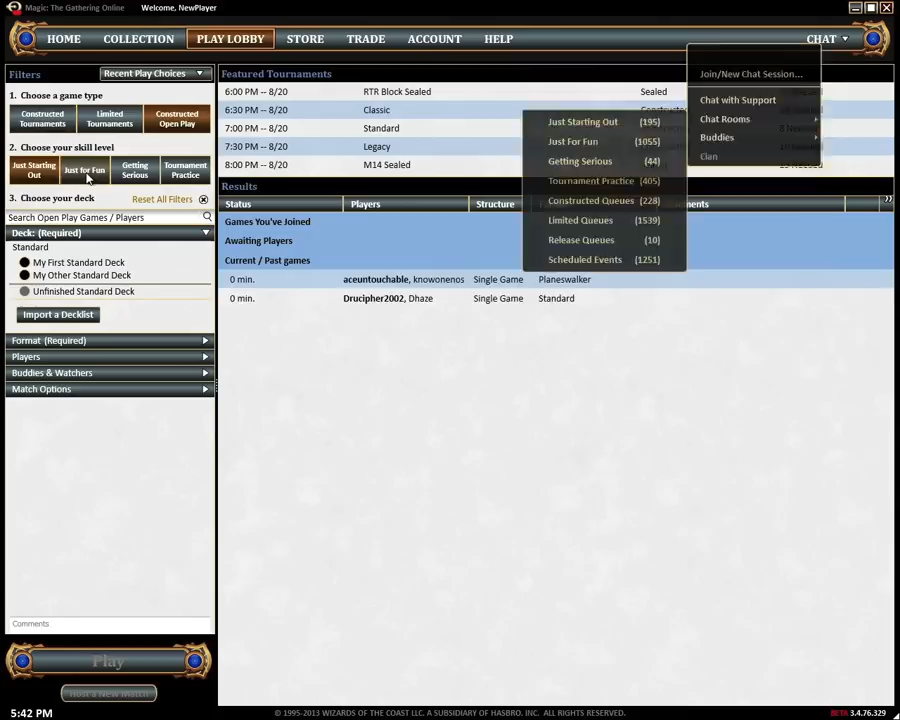 Magic: The Gathering Online Welcome, NewPlayer
HOME COLLECTION PLAY LOBBY STORE TRADE ACCOUNT HELP CHAT
Filters Recent Play Choices
1. Choose a game type
Constructed Tournaments
Limited Tournaments
Constructed Open Play
2. Choose your skill level
Just Starting Out
Just for Fun
Getting Serious
Tournament Practice
3. Choose your deck Reset All Filters
Search Open Play Games / Players
Deck: (Required)
Standard
My First Standard Deck
My Other Standard Deck
Unfinished Standard Deck
Import a Decklist
Format (Required)
Players
Buddies & Watchers
Match Options
Comments
Play
Host a New Match
5:42 PM
Featured Tournaments
6:00 PM -- 8/20 RTR Block Sealed Sealed
6:30 PM -- 8/20 Classic
7:00 PM -- 8/20 Standard
7:30 PM -- 8/20 Legacy
8:00 PM -- 8/20 M14 Sealed
Results
Status Players Structure
Games You've Joined
Awaiting Players
Current / Past games
0 min. aceuntouchable, knowonenos Single Game Planeswalker
0 min. Drucipher2002, Dhaze Single Game Standard
Just Starting Out (195)
Just For Fun (1055)
Getting Serious (44)
Tournament Practice (405)
Constructed Queues (228)
Limited Queues (1539)
Release Queues (10)
Scheduled Events (1251)
Join/New Chat Session...
Chat with Support
Chat Rooms
Buddies
Clan
© 1995-2013 WIZARDS OF THE COAST LLC. A SUBSIDIARY OF HASBRO, INC. ALL RIGHTS RESERVED.
BETA 3.4.76.329